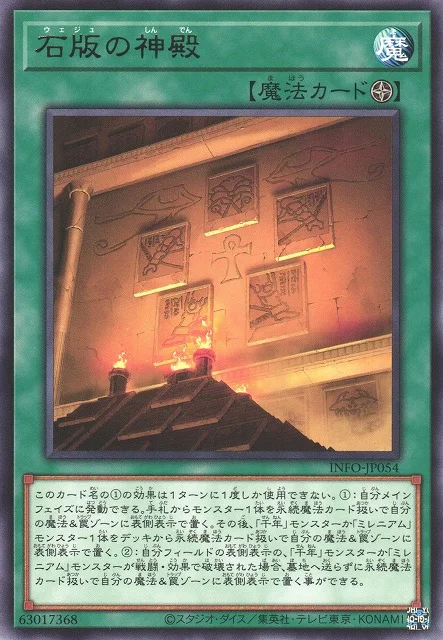 石版の神殿
【魔法カード】
INFO-JP054
このカード名の①の効果は1ターンに1度しか使用できない。①:自分メイン
フェイズに発動できる。手札からモンスター1体を永続魔法カード扱いで自分
の魔法&罠ゾーンに表側表示で置く。その後、「千年」モンスターか「ミレニアム」
モンスター1体をデッキから永続魔法カード扱いで自分の魔法&罠ゾーンに
表側表示で置く。②:自分フィールドの表側表示の、「千年」モンスターか「ミレ
ニアム」モンスターが戦闘・効果で破壊された場合、墓地へ送らずに永続魔法
カード扱いで自分の魔法&罠ゾーンに表側表示で置く事ができる。
63017368
©スタジオ・ダイス/集英社・テレビ東京・KONAMI